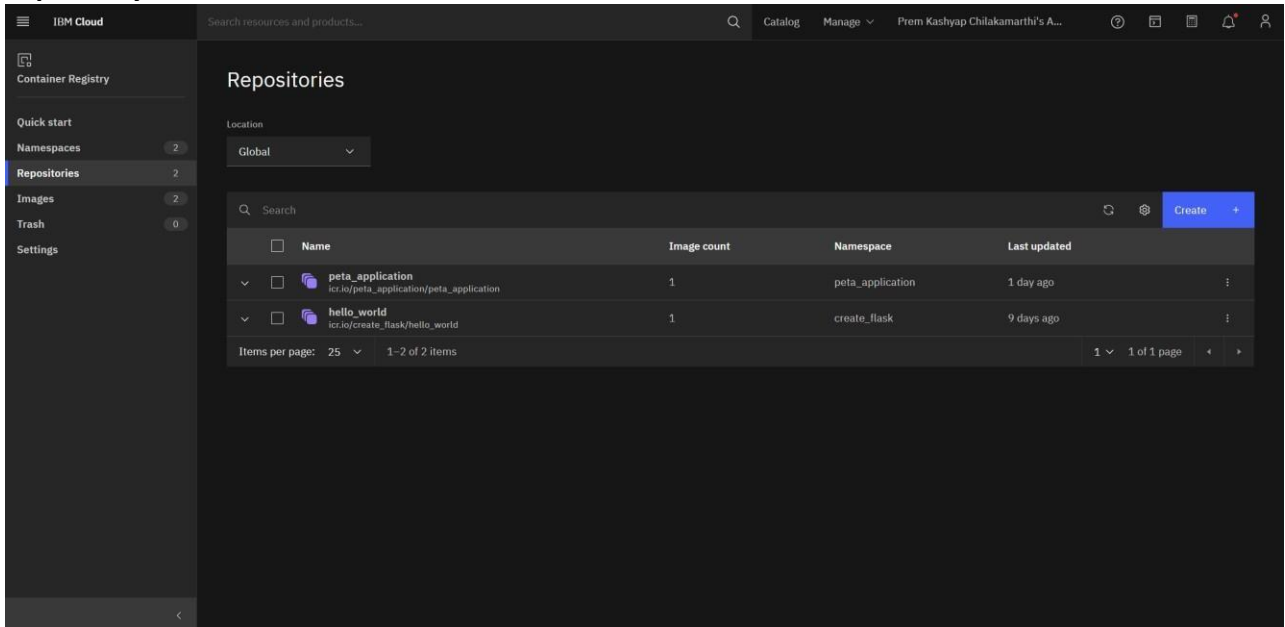 IBM Cloud
Search resources and products...
Catalog
Manage
Prem Kashyap Chilakamarthi's A...
Container Registry
Quick start
Namespaces 2
Repositories 2
Images 2
Trash 0
Settings
Repositories
Location
Global
Search
Create +
Name Image count Namespace Last updated
peta_application
icr.io/peta_application/peta_application
1 peta_application 1 day ago
hello_world
icr.io/create_flask/hello_world
1 create_flask 9 days ago
Items per page: 25 1–2 of 2 items 1 1 of 1 page